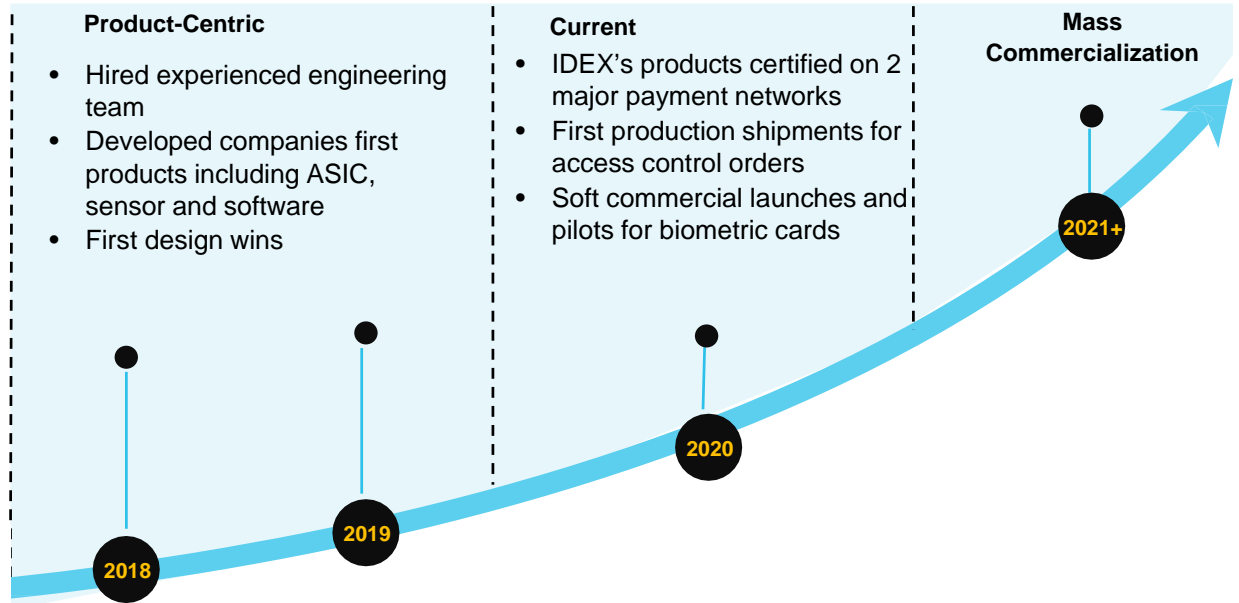 Product-Centric
• Hired experienced engineering
team
• Developed companies first
products including ASIC,
sensor and software
• First design wins
Current
• IDEX’s products certified on 2
major payment networks
• First production shipments for
access control orders
• Soft commercial launches and
pilots for biometric cards
Mass
Commercialization
2018
2019
2020
2021+